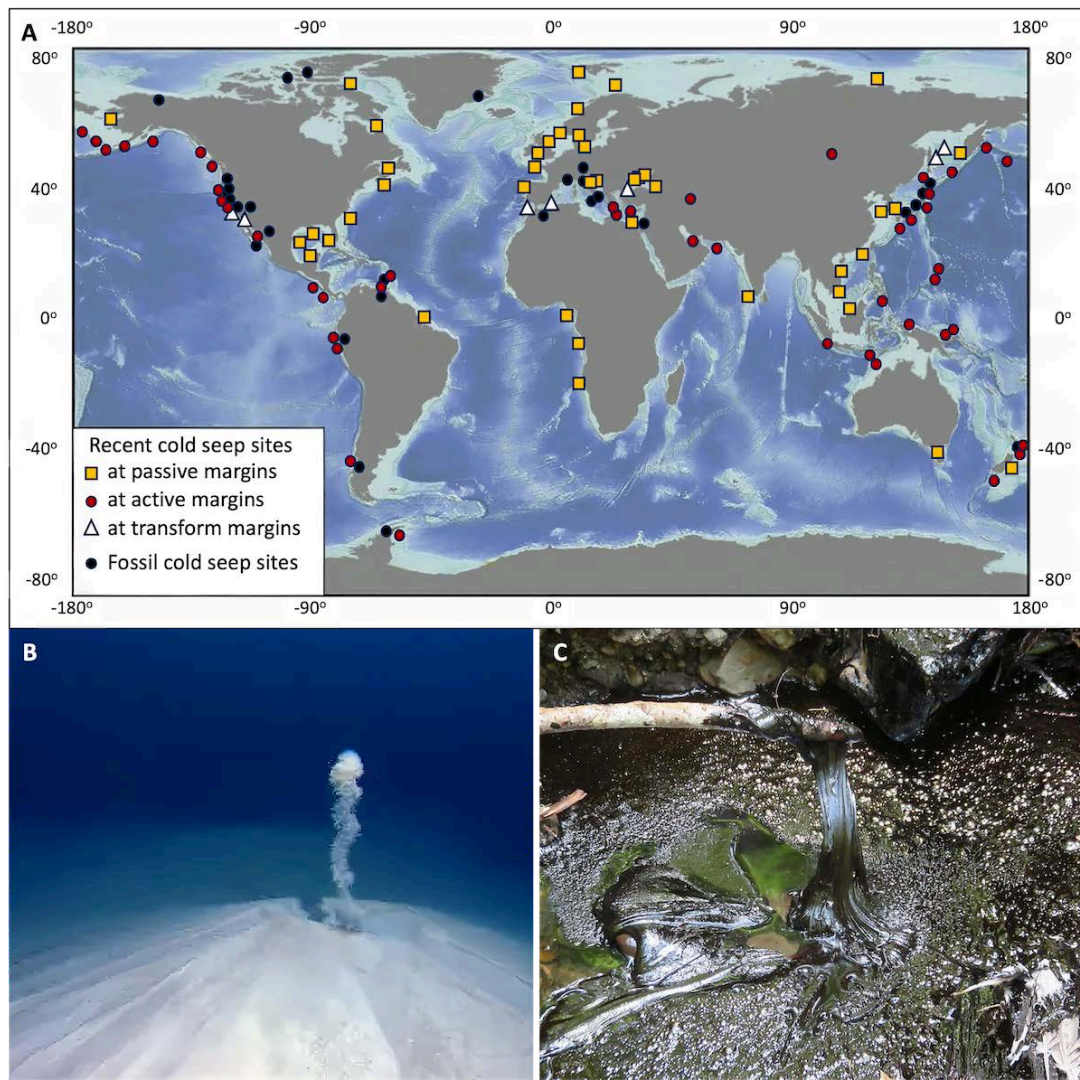 A
-180° -90° 0° 90° 180°
80° 80°
40° 40°
0° 0°
-40° -40°
-80° -80°
Recent cold seep sites
at passive margins
at active margins
at transform margins
Fossil cold seep sites
-180° -90° 0° 90° 180°
B C